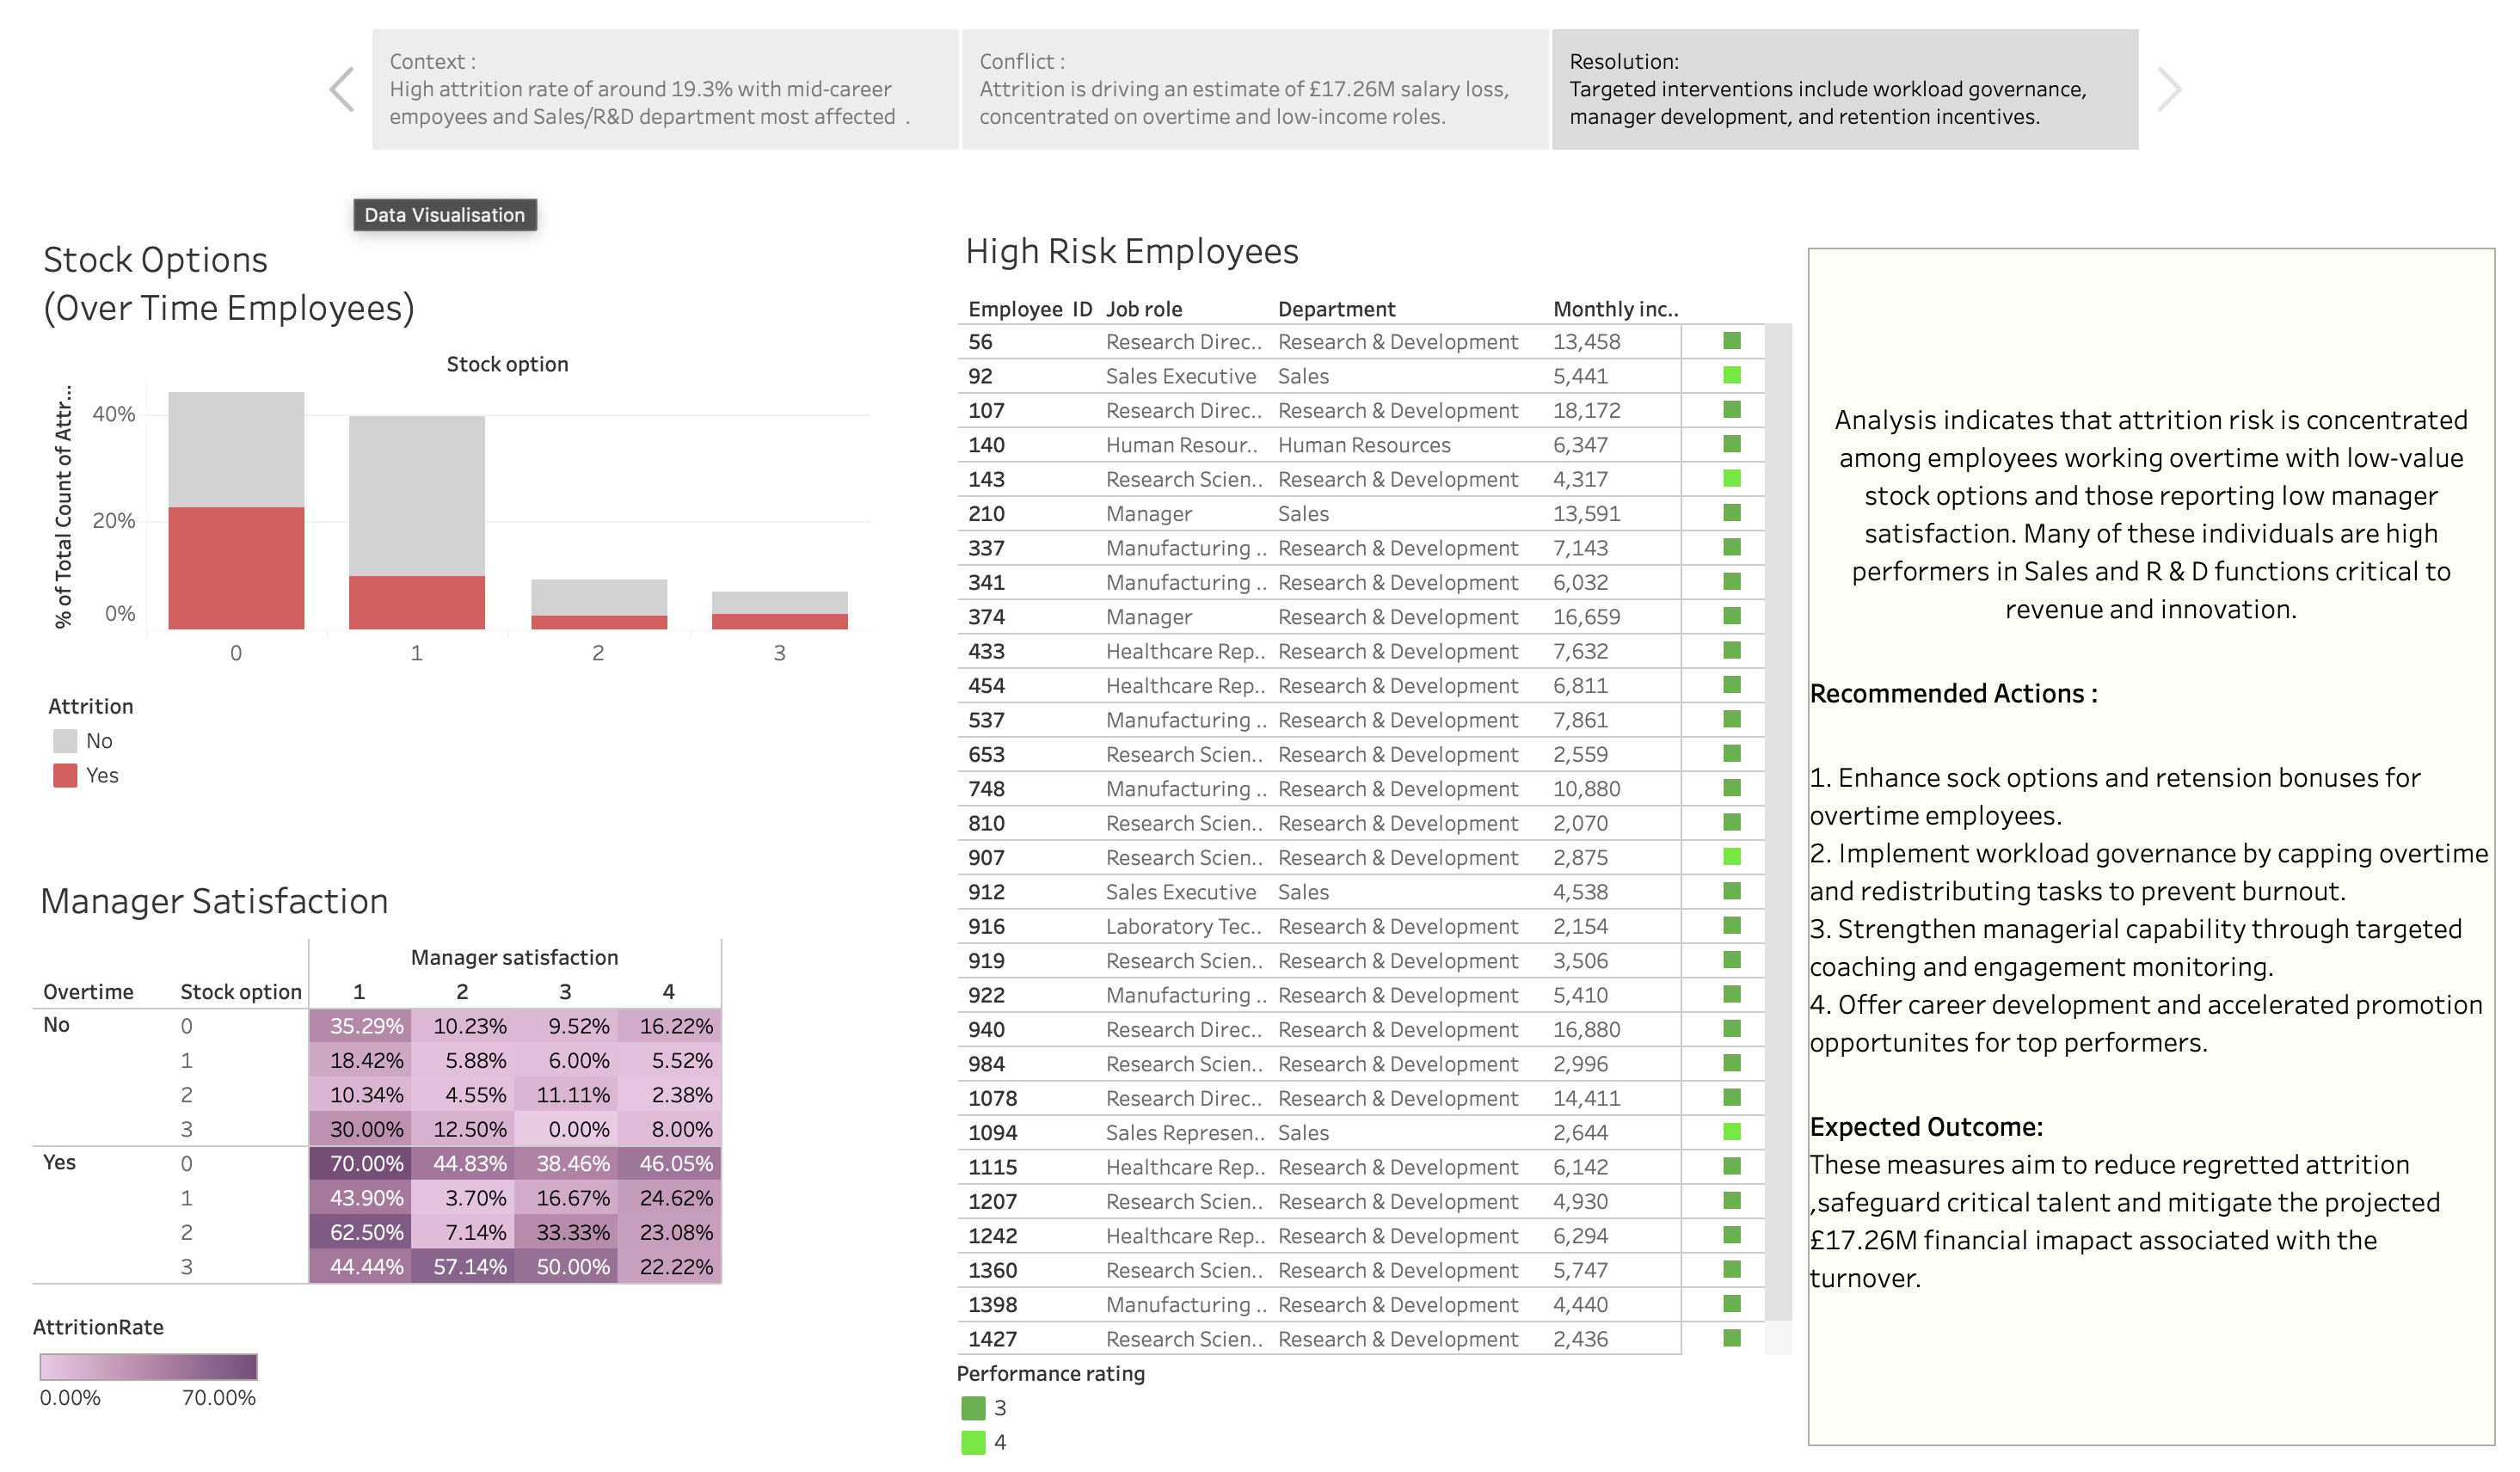 Context :
High attrition rate of around 19.3% with mid-career
empoyees and Sales/R&D department most affected .
Conflict :
Attrition is driving an estimate of £17.26M salary loss,
concentrated on overtime and low-income roles.
Resolution:
Targeted interventions include workload governance,
manager development, and retention incentives.
Data Visualisation
Stock Options
(Over Time Employees)
Stock option
% of Total Count of Attr...
40%
20%
0%
0 1 2 3
Attrition
No
Yes
Manager Satisfaction
Manager satisfaction
Overtime Stock option 1 2 3 4
No 0 35.29% 10.23% 9.52% 16.22%
1 18.42% 5.88% 6.00% 5.52%
2 10.34% 4.55% 11.11% 2.38%
3 30.00% 12.50% 0.00% 8.00%
Yes 0 70.00% 44.83% 38.46% 46.05%
1 43.90% 3.70% 16.67% 24.62%
2 62.50% 7.14% 33.33% 23.08%
3 44.44% 57.14% 50.00% 22.22%
AttritionRate
0.00% 70.00%
High Risk Employees
Employee ID Job role Department Monthly inc..
56 Research Direc.. Research & Development 13,458
92 Sales Executive Sales 5,441
107 Research Direc.. Research & Development 18,172
140 Human Resour.. Human Resources 6,347
143 Research Scien.. Research & Development 4,317
210 Manager Sales 13,591
337 Manufacturing .. Research & Development 7,143
341 Manufacturing .. Research & Development 6,032
374 Manager Research & Development 16,659
433 Healthcare Rep.. Research & Development 7,632
454 Healthcare Rep.. Research & Development 6,811
537 Manufacturing .. Research & Development 7,861
653 Research Scien.. Research & Development 2,559
748 Manufacturing .. Research & Development 10,880
810 Research Scien.. Research & Development 2,070
907 Research Scien.. Research & Development 2,875
912 Sales Executive Sales 4,538
916 Laboratory Tec.. Research & Development 2,154
919 Research Scien.. Research & Development 3,506
922 Manufacturing .. Research & Development 5,410
940 Research Direc.. Research & Development 16,880
984 Research Scien.. Research & Development 2,996
1078 Research Direc.. Research & Development 14,411
1094 Sales Represen.. Sales 2,644
1115 Healthcare Rep.. Research & Development 6,142
1207 Research Scien.. Research & Development 4,930
1242 Healthcare Rep.. Research & Development 6,294
1360 Research Scien.. Research & Development 5,747
1398 Manufacturing .. Research & Development 4,440
1427 Research Scien.. Research & Development 2,436
Performance rating
3
4
Analysis indicates that attrition risk is concentrated
among employees working overtime with low-value
stock options and those reporting low manager
satisfaction. Many of these individuals are high
performers in Sales and R & D functions critical to
revenue and innovation.
Recommended Actions :
1. Enhance sock options and retension bonuses for
overtime employees.
2. Implement workload governance by capping overtime
and redistributing tasks to prevent burnout.
3. Strengthen managerial capability through targeted
coaching and engagement monitoring.
4. Offer career development and accelerated promotion
opportunites for top performers.
Expected Outcome:
These measures aim to reduce regretted attrition
,safeguard critical talent and mitigate the projected
£17.26M financial imapact associated with the
turnover.